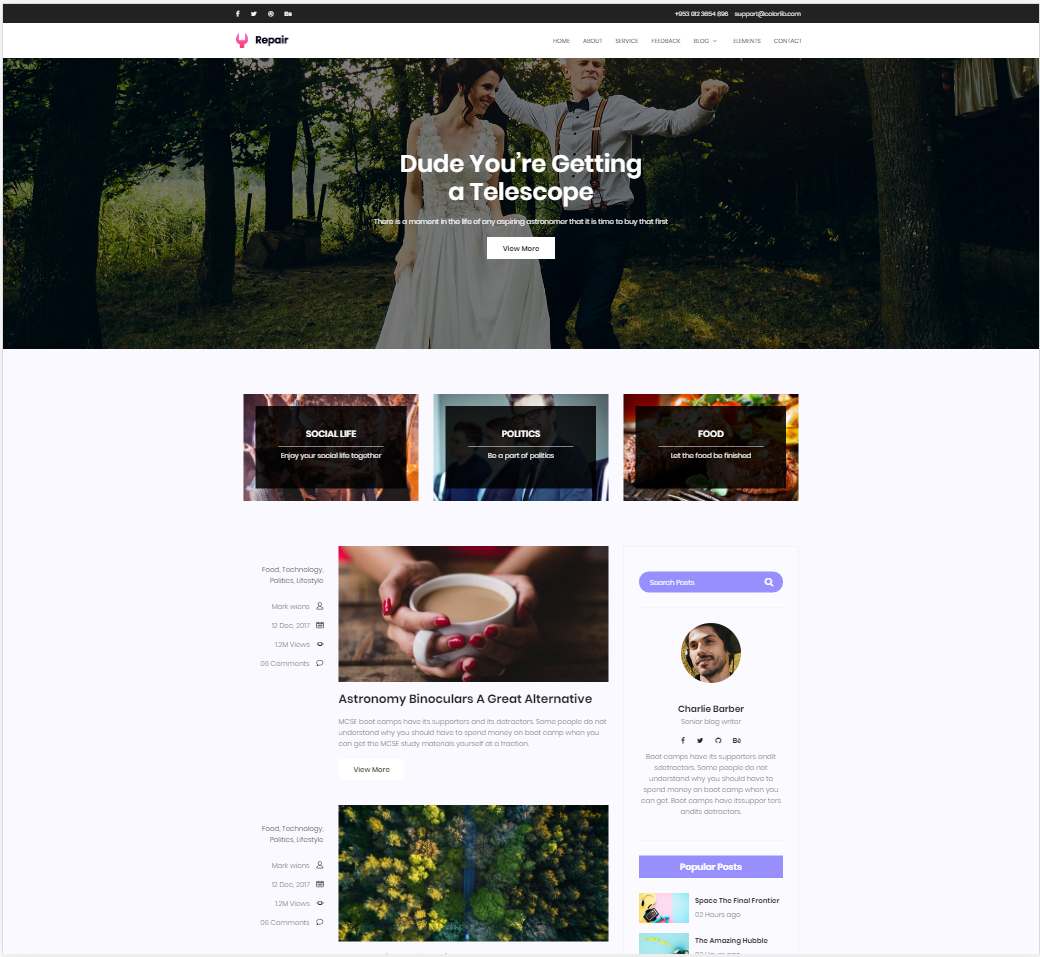 +953 012 3654 896 support@colorlib.com
Repair
HOME ABOUT SERVICE FEEDBACK BLOG ELEMENTS CONTACT
Dude You're Getting
a Telescope
There is a moment in the life of any aspiring astronomer that it is time to buy that first
View More
SOCIAL LIFE
Enjoy your social life together
POLITICS
Be a part of politics
FOOD
Let the food be finished
Food, Technology,
Politics, Lifestyle
Mark wiens
12 Dec, 2017
1.2M Views
06 Comments
Astronomy Binoculars A Great Alternative
MCSE boot camps have its supporters and its detractors. Some people do not
understand why you should have to spend money on boot camp when you
can get the MCSE study materials yourself at a fraction.
View More
Food, Technology,
Politics, Lifestyle
Mark wiens
12 Dec, 2017
1.2M Views
06 Comments
Search Posts
Charlie Barber
Senior blog writer
Boot camps have its supporters andit
sdetractors. Some people do not
understand why you should have to
spend money on boot camp when you
can get. Boot camps have itssuppor ters
andits detractors.
Popular Posts
Space The Final Frontier
02 Hours ago
The Amazing Hubble